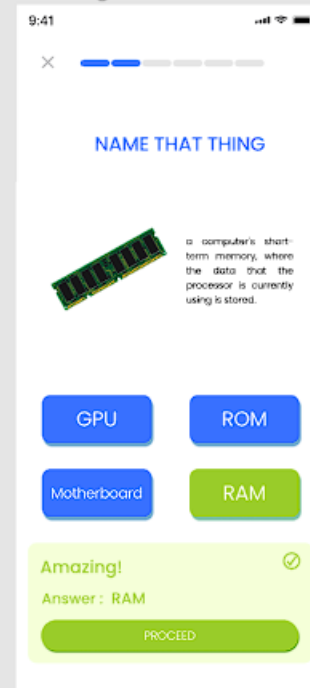 9:41
NAME THAT THING
a computer's short-
term memory, where
the data that the
processor is currently
using is stored.
GPU
ROM
Motherboard
RAM
Amazing!
Answer : RAM
PROCEED